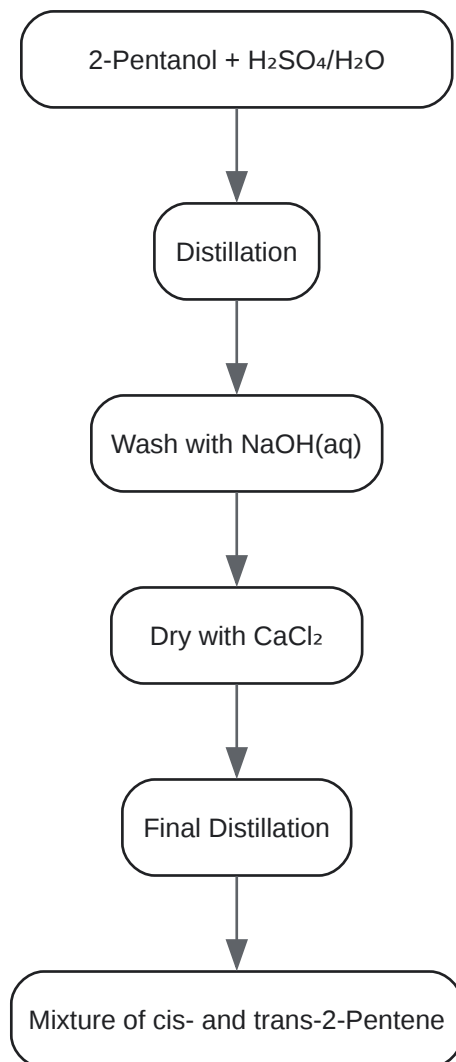 2-Pentanol + H₂SO₄/H₂O
Distillation
Wash with NaOH(aq)
Dry with CaCl₂
Final Distillation
Mixture of cis- and trans-2-Pentene